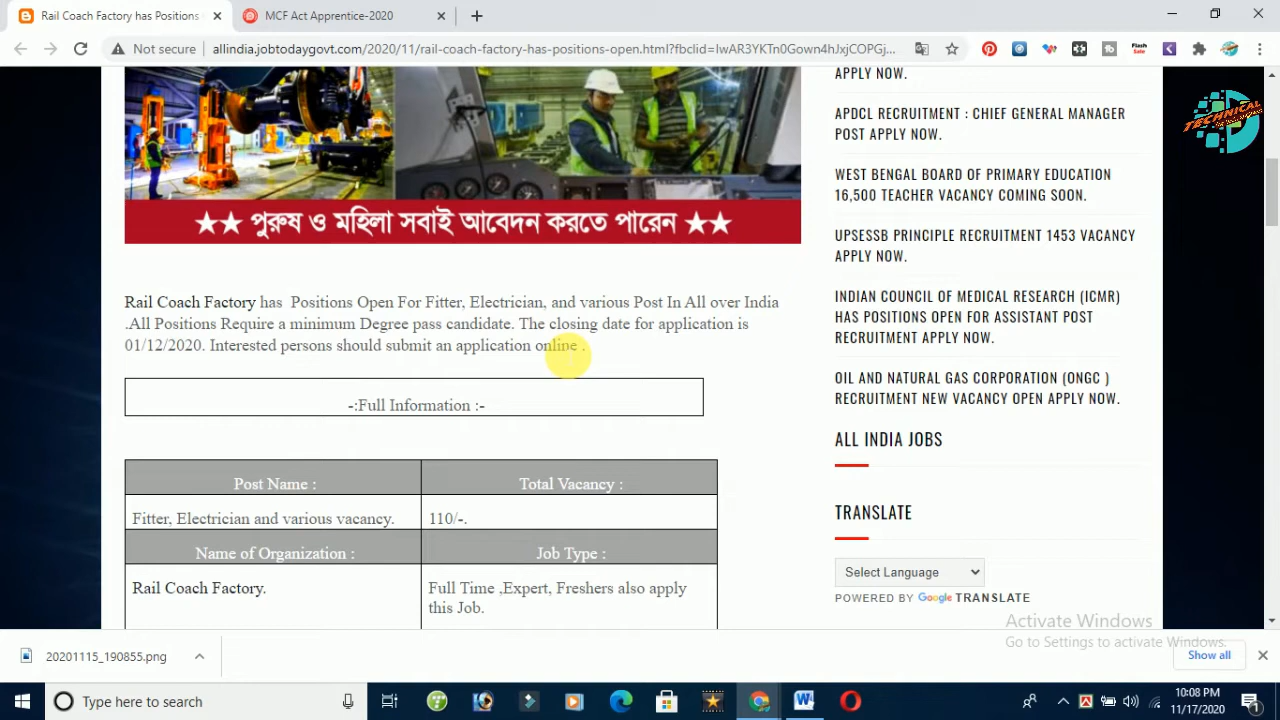 Rail Coach Factory has Positions
MCF Act Apprentice-2020
Not secure
allindia.jobtodaygovt.com/2020/11/rail-coach-factory-has-positions-open.html?fbclid=IwAR3YKTn0Gown4hJxjCOPGj...
★★ পুরুষ ও মহিলা সবাই আবেদন করতে পারেন ★★
Rail Coach Factory has Positions Open For Fitter, Electrician, and various Post In All over India
.All Positions Require a minimum Degree pass candidate. The closing date for application is
01/12/2020. Interested persons should submit an application online .
-:Full Information :-
Post Name :
Total Vacancy :
Fitter, Electrician and various vacancy.
110/-.
Name of Organization :
Job Type :
Rail Coach Factory.
Full Time ,Expert, Freshers also apply
this Job.
APPLY NOW.
APDCL RECRUITMENT : CHIEF GENERAL MANAGER
POST APPLY NOW.
WEST BENGAL BOARD OF PRIMARY EDUCATION
16,500 TEACHER VACANCY COMING SOON.
UPSESSB PRINCIPLE RECRUITMENT 1453 VACANCY
APPLY NOW.
INDIAN COUNCIL OF MEDICAL RESEARCH (ICMR)
HAS POSITIONS OPEN FOR ASSISTANT POST
RECRUITMENT APPLY NOW.
OIL AND NATURAL GAS CORPORATION (ONGC )
RECRUITMENT NEW VACANCY OPEN APPLY NOW.
ALL INDIA JOBS
TRANSLATE
Select Language
POWERED BY Google TRANSLATE
TECHNICAL
Activate Windows
Go to Settings to activate Windows.
20201115_190855.png
Show all
Type here to search
10:08 PM
11/17/2020